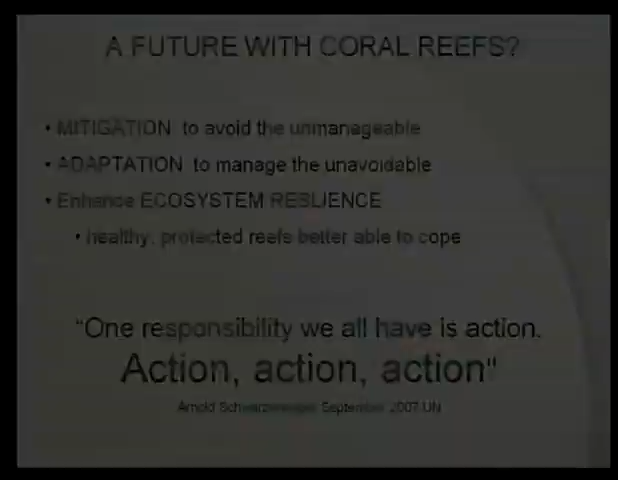 A FUTURE WITH CORAL REEFS?
• MITIGATION to avoid the unmanageable
• ADAPTATION to manage the unavoidable
• Enhance ECOSYSTEM RESLIENCE
• healthy, protected reefs better able to cope
"One responsibility we all have is action.
Action, action, action"
Arnold Schwarzenegger September 2007 UN